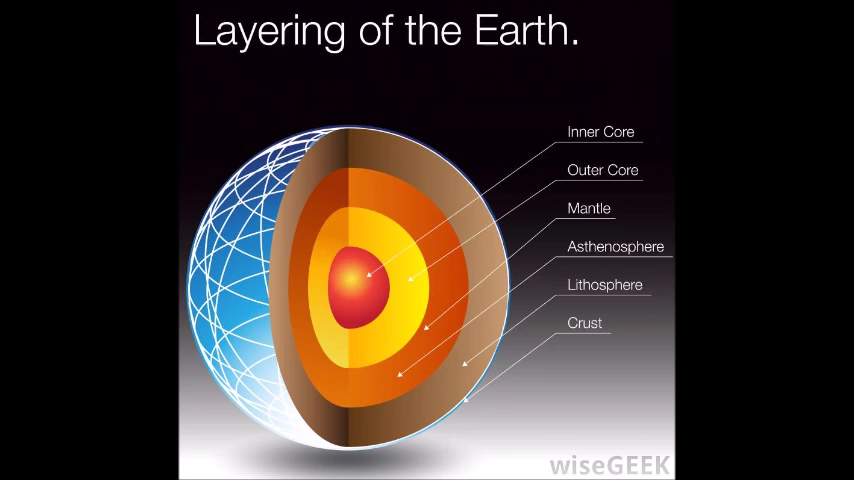 Layering of the Earth.
Inner Core
Outer Core
Mantle
Asthenosphere
Lithosphere
Crust
wiseGEEK